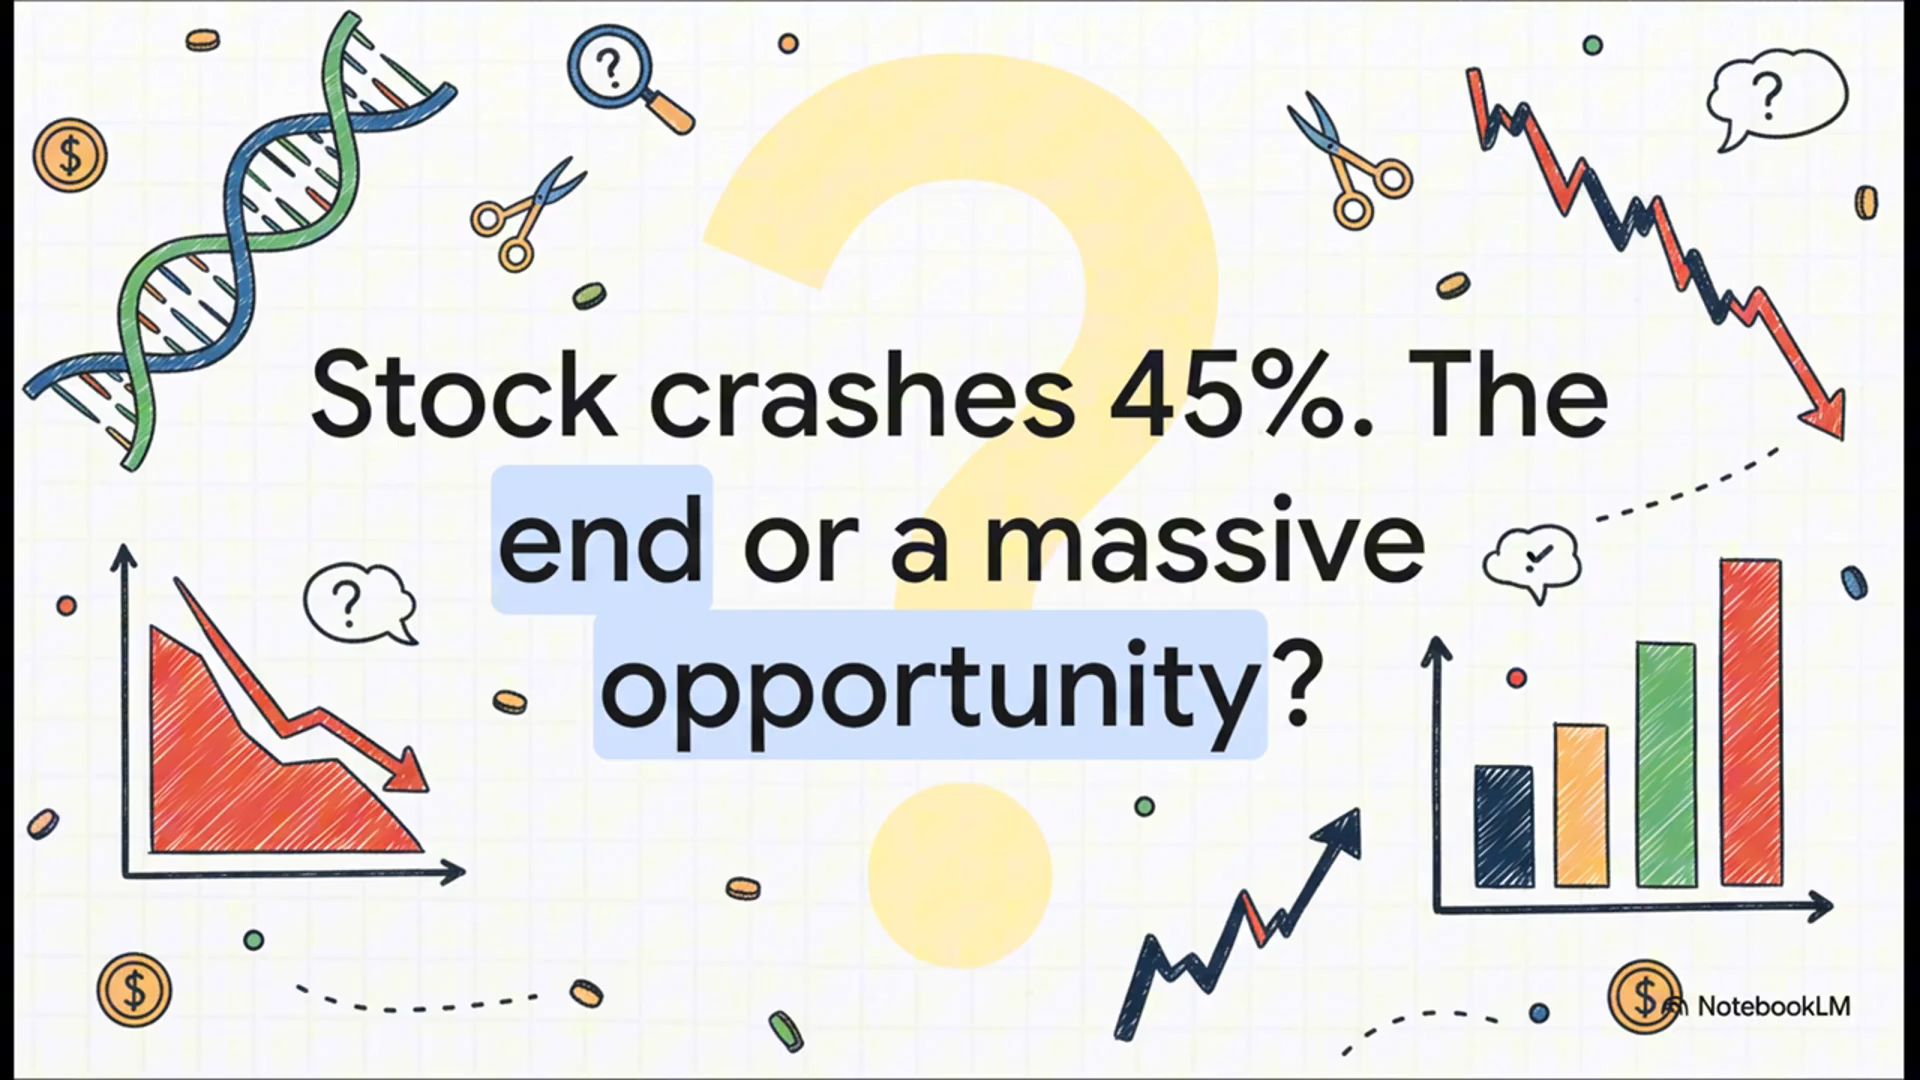 Stock crashes 45%. The
end or a massive
opportunity?
?
$
?
?
$
$
NotebookLM